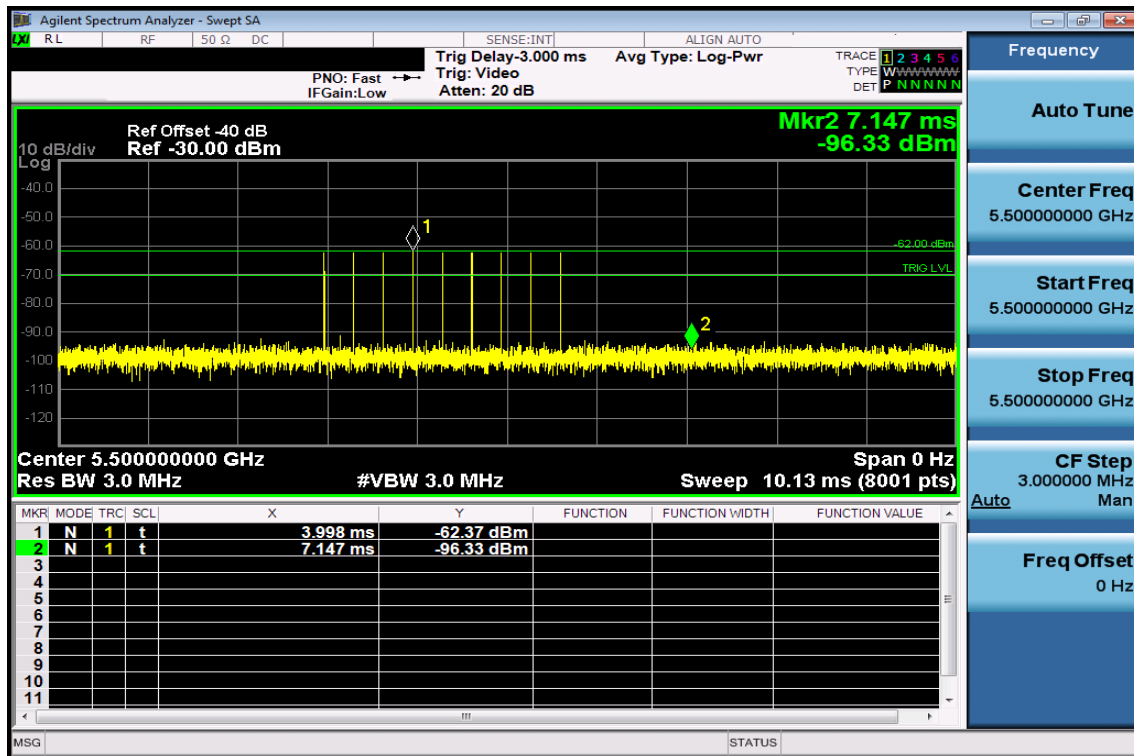 Agilent Spectrum Analyzer - Swept SA
LXI RL RF 50 Ω DC SENSE:INT ALIGN AUTO
Trig Delay-3.000 ms Avg Type: Log-Pwr TRACE 1 2 3 4 5 6
PNO: Fast Trig: Video TYPE WWWWWWW
IFGain:Low Atten: 20 dB DET P N N N N N
Mkr2 7.147 ms
-96.33 dBm
Ref Offset -40 dB
10 dB/div Ref -30.00 dBm
Log
-40.0
-50.0
1
-60.0
-62.00 dBm
-70.0 TRIG LVL
-80.0
-90.0
2
-100
-110
-120
Center 5.500000000 GHz Span 0 Hz
Res BW 3.0 MHz #VBW 3.0 MHz Sweep 10.13 ms (8001 pts)
MKR MODE TRC SCL X Y FUNCTION FUNCTION WIDTH FUNCTION VALUE
1 N 1 t 3.998 ms -62.37 dBm
2 N 1 t 7.147 ms -96.33 dBm
3
4
5
6
7
8
9
10
11
MSG STATUS
Frequency
Auto Tune
Center Freq
5.500000000 GHz
Start Freq
5.500000000 GHz
Stop Freq
5.500000000 GHz
CF Step
3.000000 MHz
Auto Man
Freq Offset
0 Hz